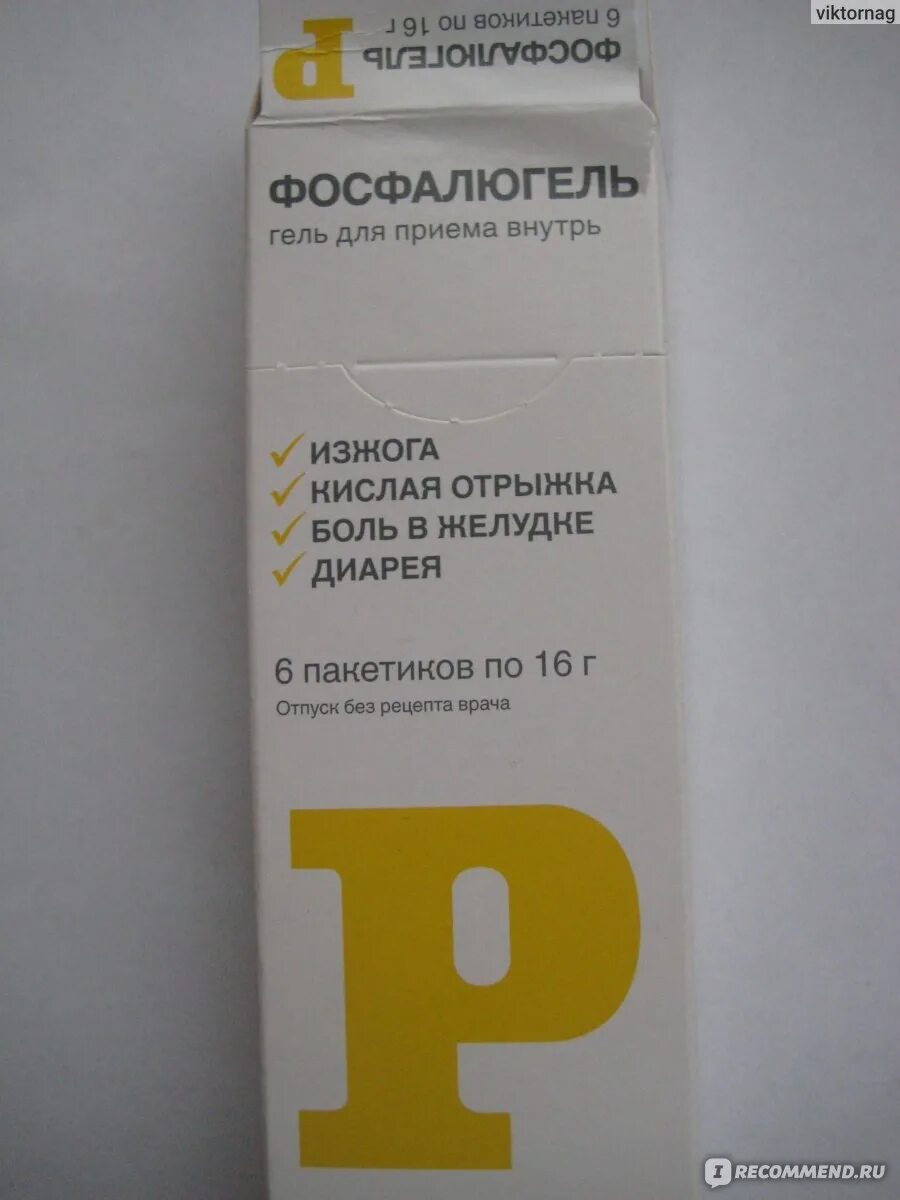 viktornag
6 пакетиков по 16 г
ФОСФАЛЮГЕЛЬ
P
ФОСФАЛЮГЕЛЬ
гель для приема внутрь
ИЗЖОГА
КИСЛАЯ ОТРЫЖКА
БОЛЬ В ЖЕЛУДКЕ
ДИАРЕЯ
6 пакетиков по 16 г
Отпуск без рецепта врача
P
IRECOMMEND.RU